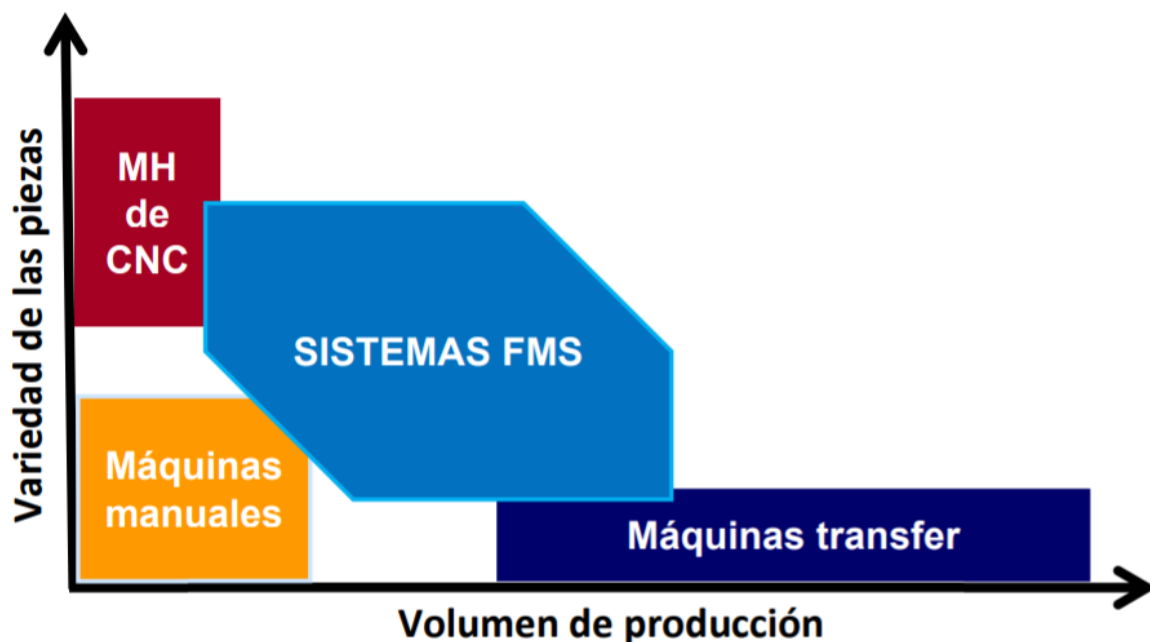 Variedad de las piezas
MH
de
CNC
SISTEMAS FMS
Máquinas
manuales
Máquinas transfer
Volumen de producción